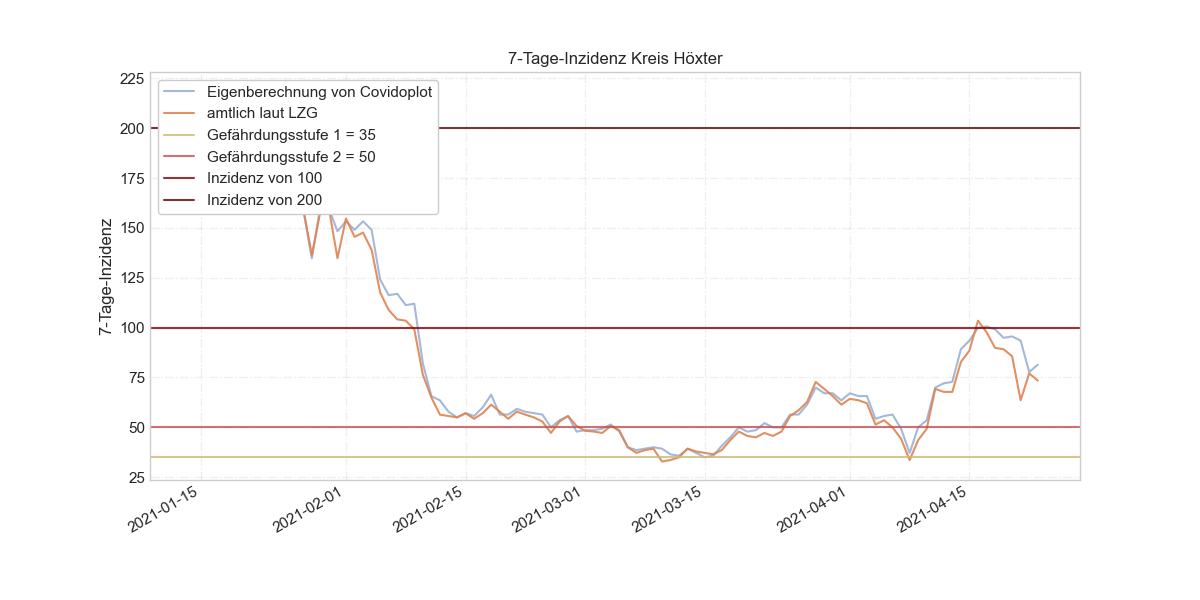 7-Tage-Inzidenz Kreis Höxter
7-Tage-Inzidenz
225
200
175
150
125
100
75
50
25
Eigenberechnung von Covidoplot
amtlich laut LZG
Gefährdungsstufe 1 = 35
Gefährdungsstufe 2 = 50
Inzidenz von 100
Inzidenz von 200
2021-01-15
2021-02-01
2021-02-15
2021-03-01
2021-03-15
2021-04-01
2021-04-15